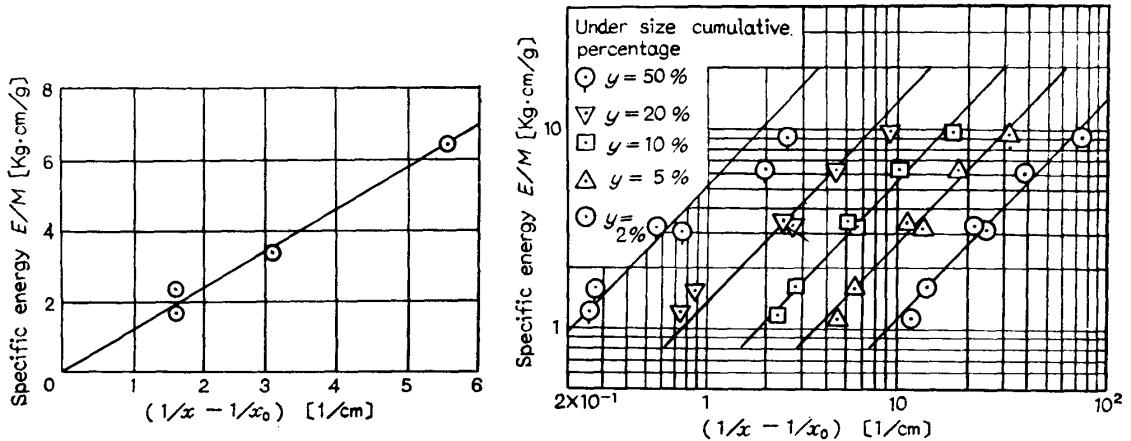 8
6
4
2
0
1
2
3
4
5
6
Specific energy E/M [Kg·cm/g]
(1/x − 1/x₀) [1/cm]
Under size cumulative.
percentage
y = 50 %
y = 20 %
y = 10 %
y = 5 %
y =
2%
10
1
2×10⁻¹
1
10
10²
Specific energy E/M [Kg·cm/g]
(1/x − 1/x₀) [1/cm]